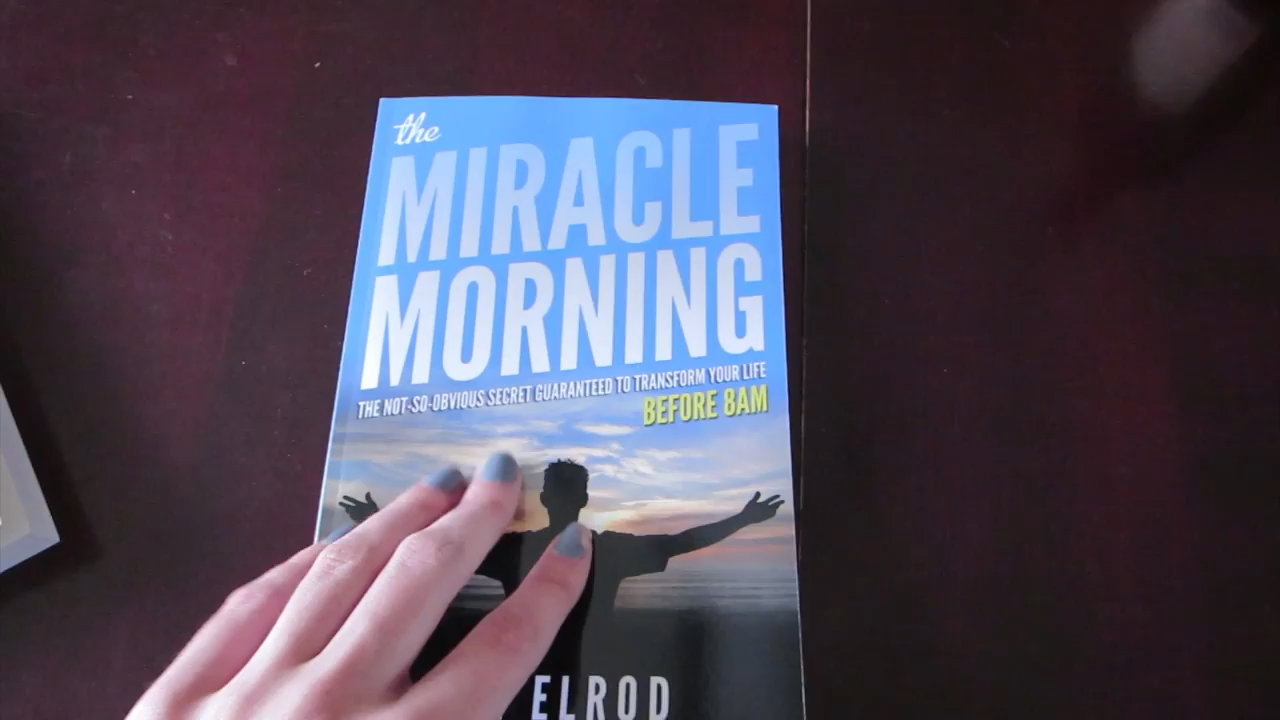 the
MIRACLE
MORNING
THE NOT-SO-OBVIOUS SECRET GUARANTEED TO TRANSFORM YOUR LIFE
BEFORE 8AM
ELROD